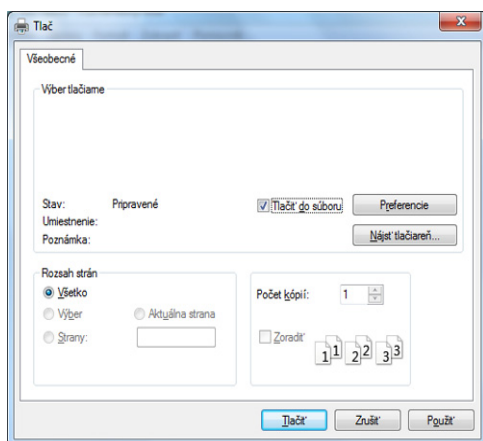 Tlač
X
Všeobecné
Výber tlačiarne
Stav: Pripravené
Tlačiť do súboru
Preferencie
Umiestnenie:
Poznámka:
Nájsť tlačiareň...
Rozsah strán
Všetko
Výber
Aktuálna strana
Strany:
Počet kópií: 1
Zoradiť
1 1 2 2 3 3
Tlačiť
Zrušiť
Použiť